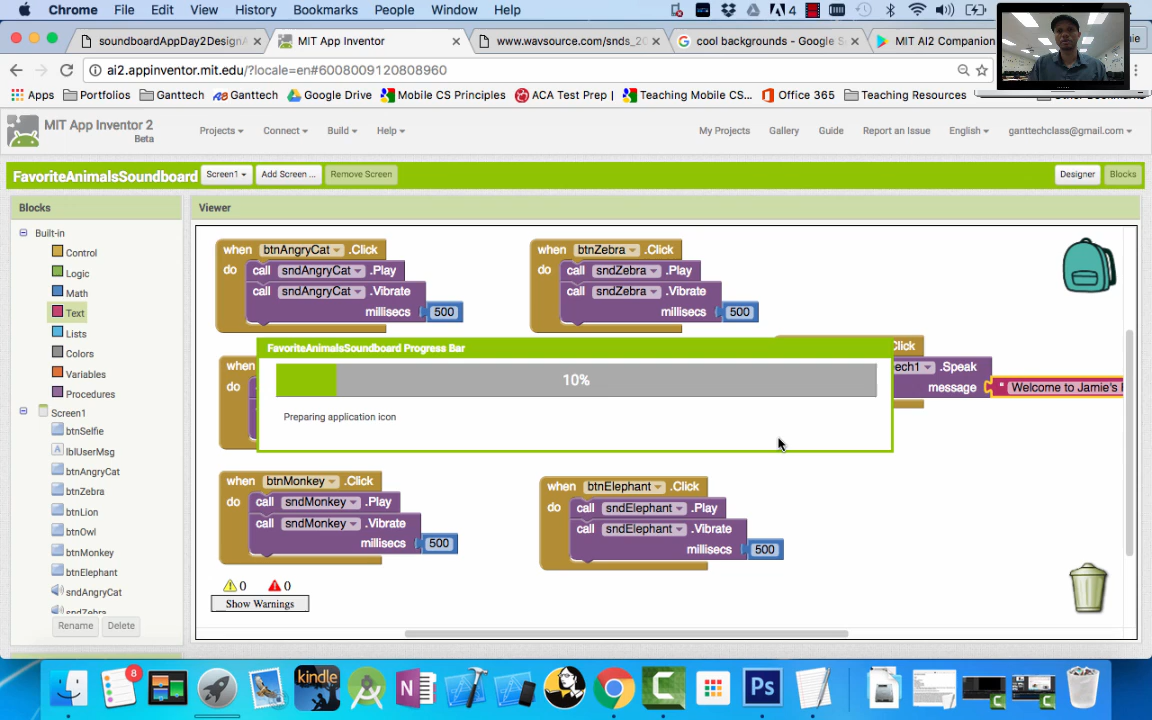 Chrome File Edit View History Bookmarks People Window Help
4
soundboardAppDay2DesignA
MIT App Inventor
www.wavsource.com/snds_20
cool backgrounds - Google S
MIT AI2 Companion
ai2.appinventor.mit.edu/?locale=en#6008009120808960
Apps Portfolios Ganttech Ganttech Google Drive Mobile CS Principles ACA Test Prep | Teaching Mobile CS... Office 365 Teaching Resources
MIT App Inventor 2
Beta
Projects Connect Build Help
My Projects Gallery Guide Report an Issue English ganttechclass@gmail.com
FavoriteAnimalsSoundboard Screen1 Add Screen ... Remove Screen
Designer Blocks
Blocks
Viewer
Built-in
Control
Logic
Math
Text
Lists
Colors
Variables
Procedures
Screen1
btnSelfie
A lblUserMsg
btnAngryCat
btnZebra
btnLion
btnOwl
btnMonkey
btnElephant
sndAngryCat
sndZebra
Rename Delete
when btnAngryCat .Click
do call sndAngryCat .Play
call sndAngryCat .Vibrate
millisecs 500
when btnZebra .Click
do call sndZebra .Play
call sndZebra .Vibrate
millisecs 500
when
do
Click
ech1 .Speak
message " Welcome to Jamie's
FavoriteAnimalsSoundboard Progress Bar
10%
Preparing application icon
when btnMonkey .Click
do call sndMonkey .Play
call sndMonkey .Vibrate
millisecs 500
when btnElephant .Click
do call sndElephant .Play
call sndElephant .Vibrate
millisecs 500
0 0
Show Warnings
8
kindle
N
C
Ps